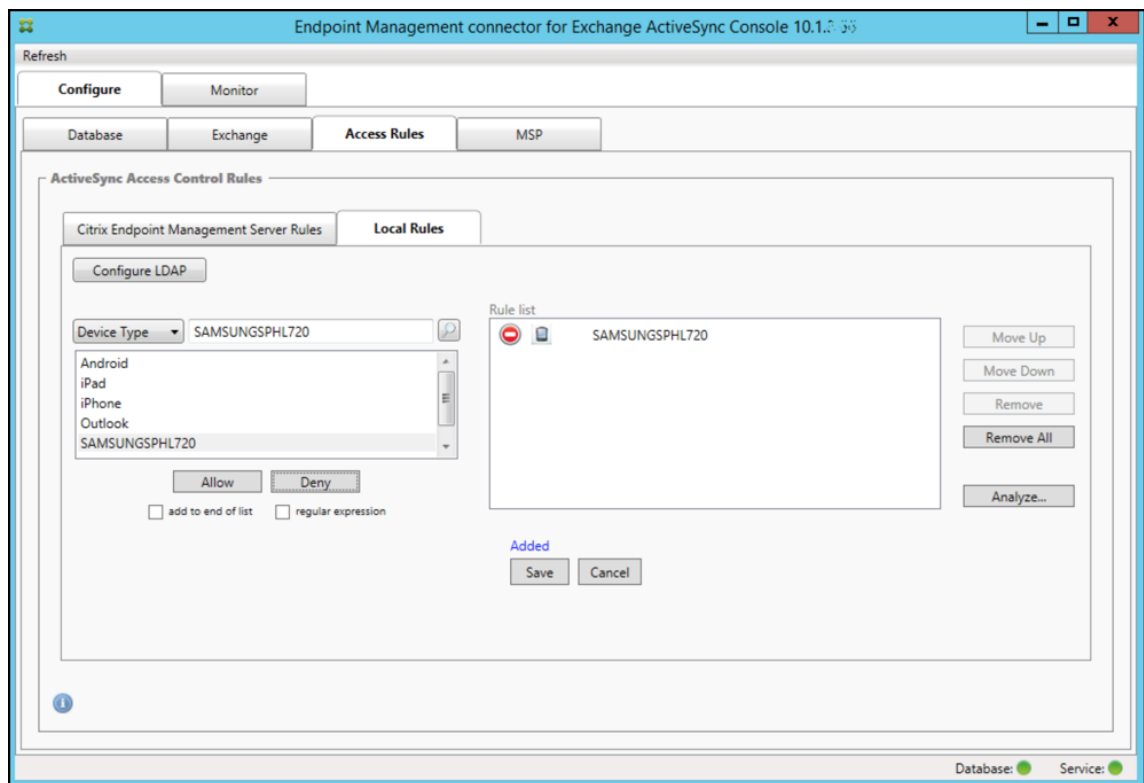 Endpoint Management connector for Exchange ActiveSync Console
Refresh
Configure Monitor
Database Exchange Access Rules MSP
ActiveSync Access Control Rules
Citrix Endpoint Management Server Rules Local Rules
Configure LDAP
Rule list
Device Type SAMSUNGSPHL720
SAMSUNGSPHL720
Move Up
Android
iPad
iPhone
Outlook
SAMSUNGSPHL720
Move Down
Remove
Remove All
Allow Deny
Analyze...
add to end of list regular expression
Added
Save Cancel
Database: Service: